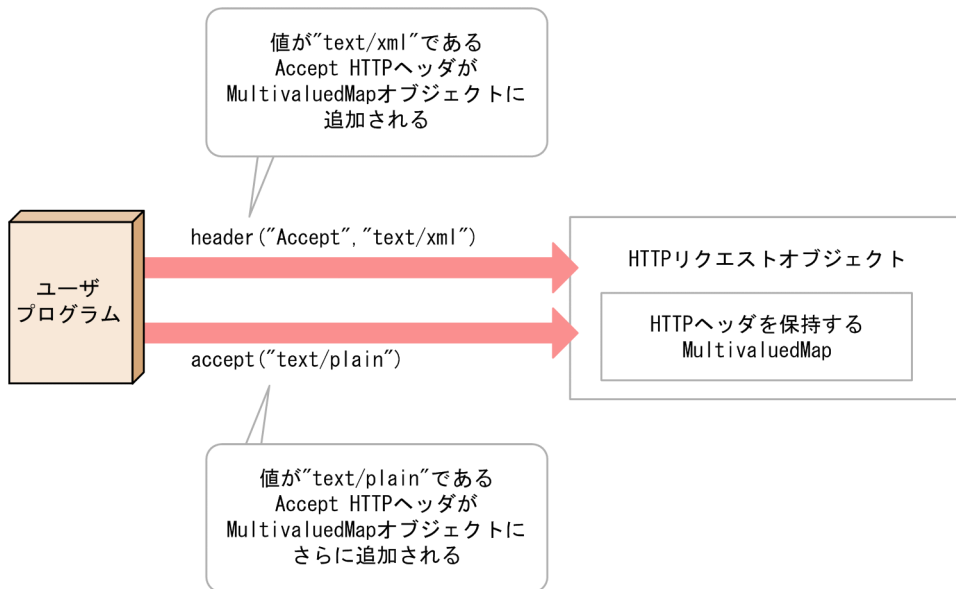 値が"text/xml"である
Accept HTTPヘッダが
MultivaluedMapオブジェクトに
追加される
header("Accept","text/xml")
HTTPリクエストオブジェクト
ユーザ
プログラム
HTTPヘッダを保持する
MultivaluedMap
accept("text/plain")
値が"text/plain"である
Accept HTTPヘッダが
MultivaluedMapオブジェクトに
さらに追加される